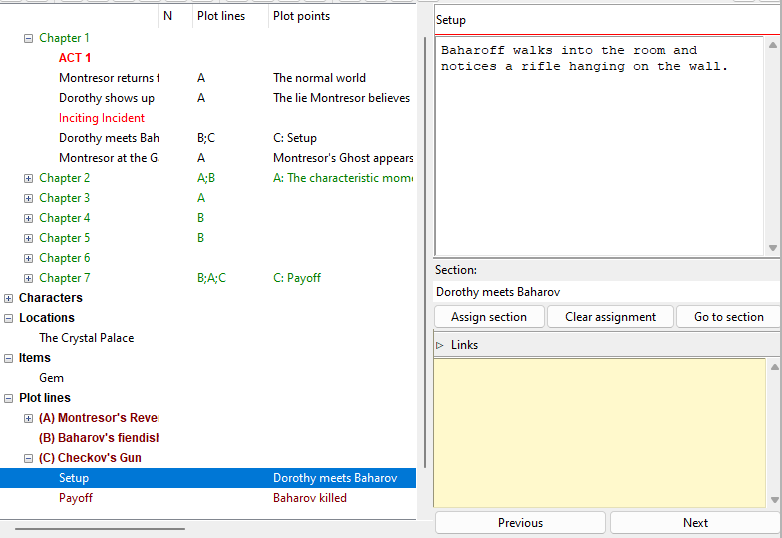 N Plot lines Plot points
Chapter 1
ACT 1
Montresor returns f A The normal world
Dorothy shows up A The lie Montresor believes
Inciting Incident
Dorothy meets Bah B;C C: Setup
Montresor at the G A Montresor's Ghost appears
Chapter 2 A;B A: The characteristic mom
Chapter 3 A
Chapter 4 B
Chapter 5 B
Chapter 6
Chapter 7 B;A;C C: Payoff
Characters
Locations
The Crystal Palace
Items
Gem
Plot lines
(A) Montresor's Reve
(B) Baharov's fiendish
(C) Checkov's Gun
Setup Dorothy meets Baharov
Payoff Baharov killed
Setup
Baharoff walks into the room and
notices a rifle hanging on the wall.
Section:
Dorothy meets Baharov
Assign section Clear assignment Go to section
Links
Previous Next